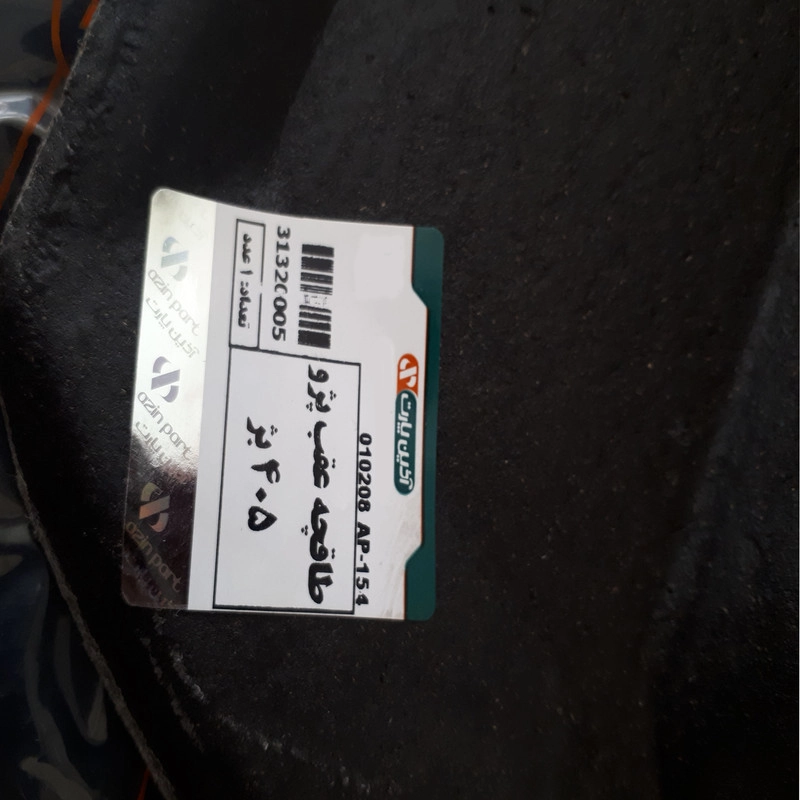 آذین پارت
010208 AP-154
طاقچه عقب پژو
۴۰۵ بژ
3132C005
تعداد: ۱ عدد
azin part
آذین پارت
azin part
آذین پارت
azin part